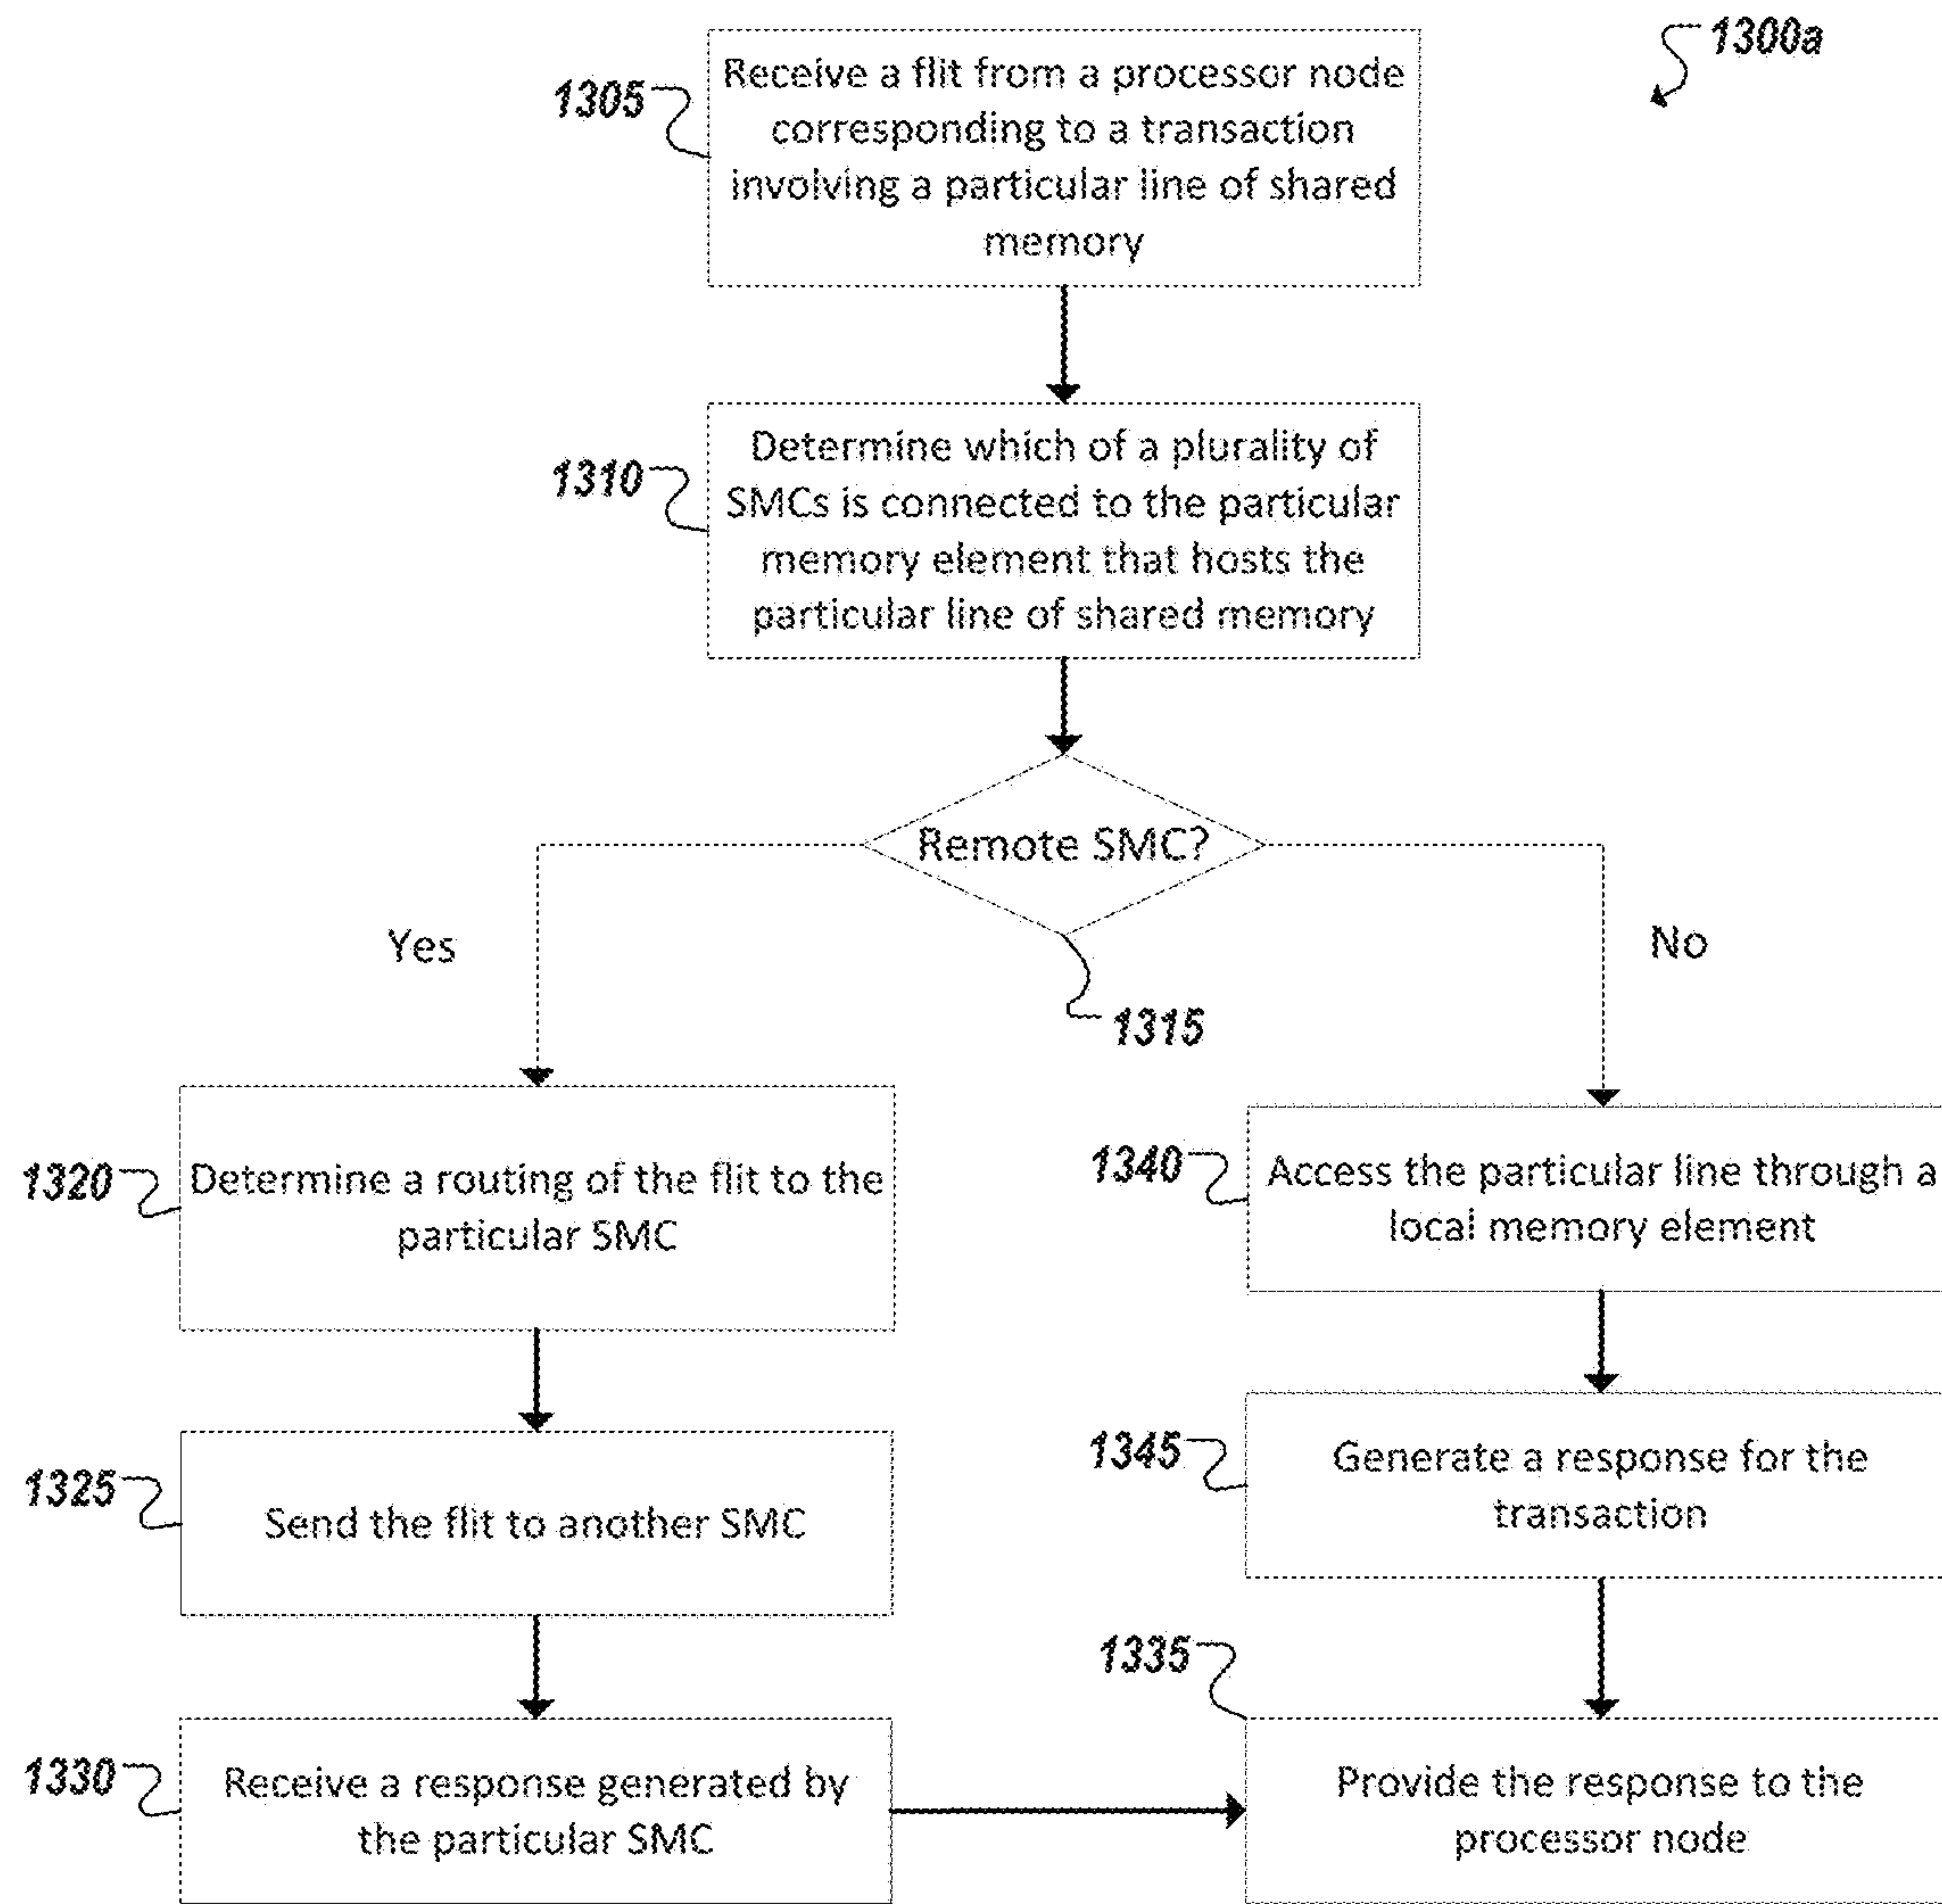 1300a
1305
Receive a flit from a processor node
corresponding to a transaction
involving a particular line of shared
memory
1310
Determine which of a plurality of
SMCs is connected to the particular
memory element that hosts the
particular line of shared memory
Remote SMC?
Yes
No
1315
1320
Determine a routing of the flit to the
particular SMC
1340
Access the particular line through a
local memory element
1325
Send the flit to another SMC
1345
Generate a response for the
transaction
1330
Receive a response generated by
the particular SMC
1335
Provide the response to the
processor node